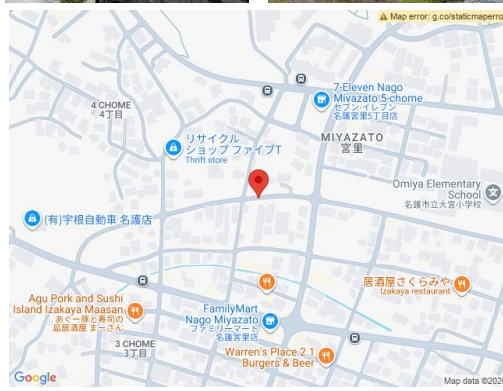 Map error: g.co/staticmaperro
7-Eleven Nago
Miyazato 5-chome
セブン-イレブン
名護宮里5丁目店
4 CHOME
4丁目
リサイクル
ショップ ファイブT
Thrift store
MIYAZATO
宮里
Omiya Elementary
School
名護市立大宮小学校
(有)宇根自動車 名護店
居酒屋さくらみや
Izakaya restaurant
Agu Pork and Sushi
Island Izakaya Maasan
あぐー豚と寿司の
島居酒屋 まーさん
FamilyMart
Nago Miyazato
ファミリーマート
名護宮里店
3 CHOME
3丁目
Warren's Place 2.1
Burgers & Beer
Google
Map data ©202